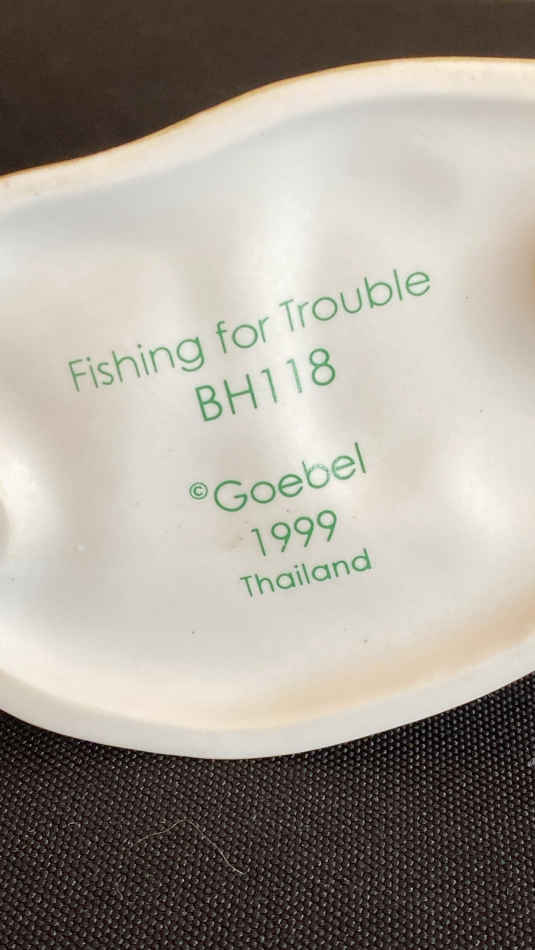 Fishing for Trouble
BH118
©Goebel
1999
Thailand